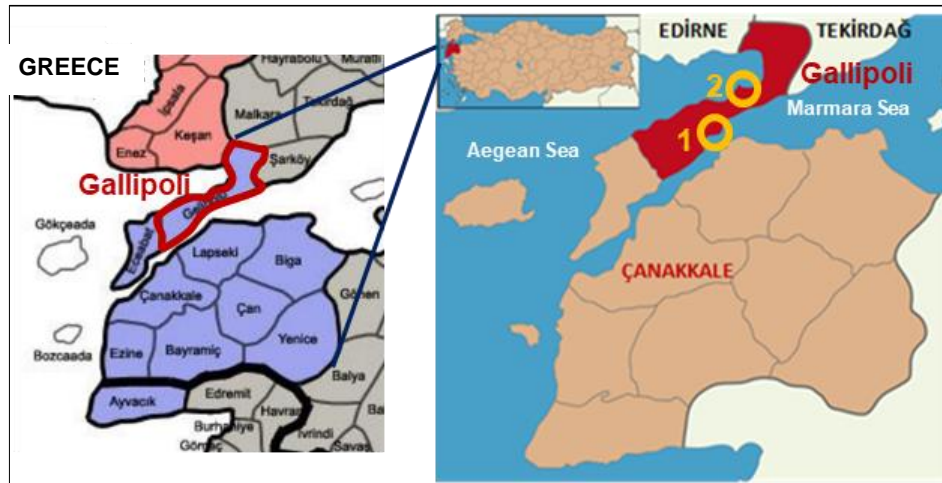 GREECE
Hayrabolu
Muratlı
İpsala
Malkara
Tekirdağ
Keşan
Enez
Şarköy
Gallipoli
Gökçeada
Eceabat
Lapseki
Biga
Gönen
Çanakkale
Çan
Bozcaada
Ezine
Bayramiç
Yenice
Balya
Ayvacık
Edremit
Havran
Burhaniye
İvrindi
Savaş
EDİRNE
TEKİRDAĞ
Gallipoli
2
Marmara Sea
1
Aegean Sea
ÇANAKKALE